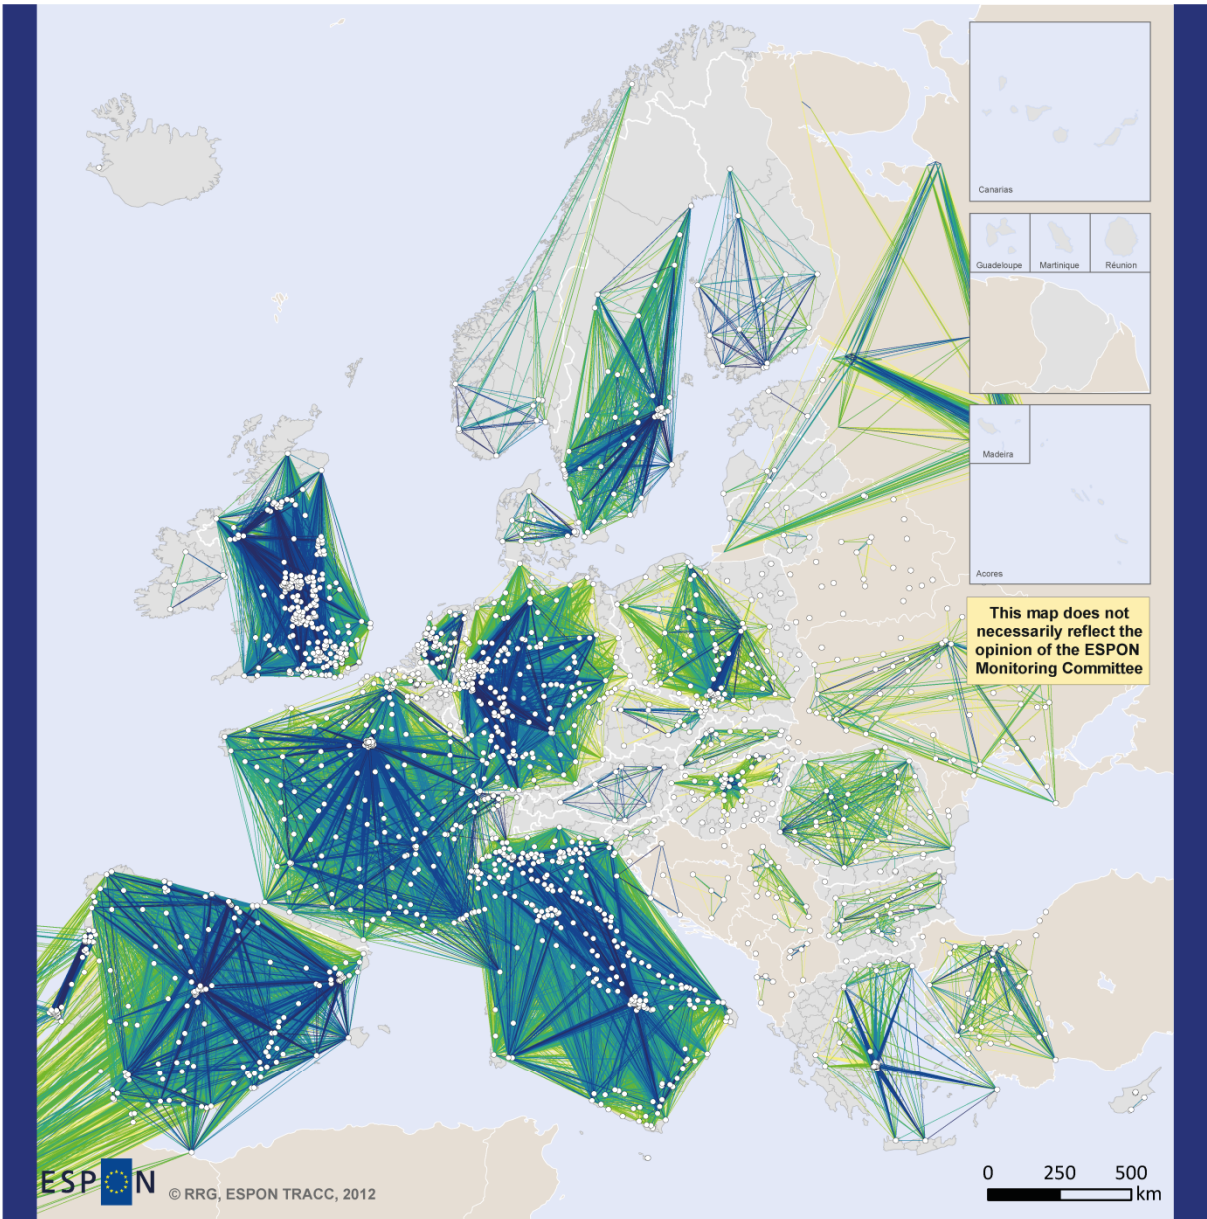 Canarias
Guadeloupe
Martinique
Réunion
Madeira
Acores
This map does not
necessarily reflect the
opinion of the ESPON
Monitoring Committee
ESPON
© RRG, ESPON TRACC, 2012
0 250 500
km